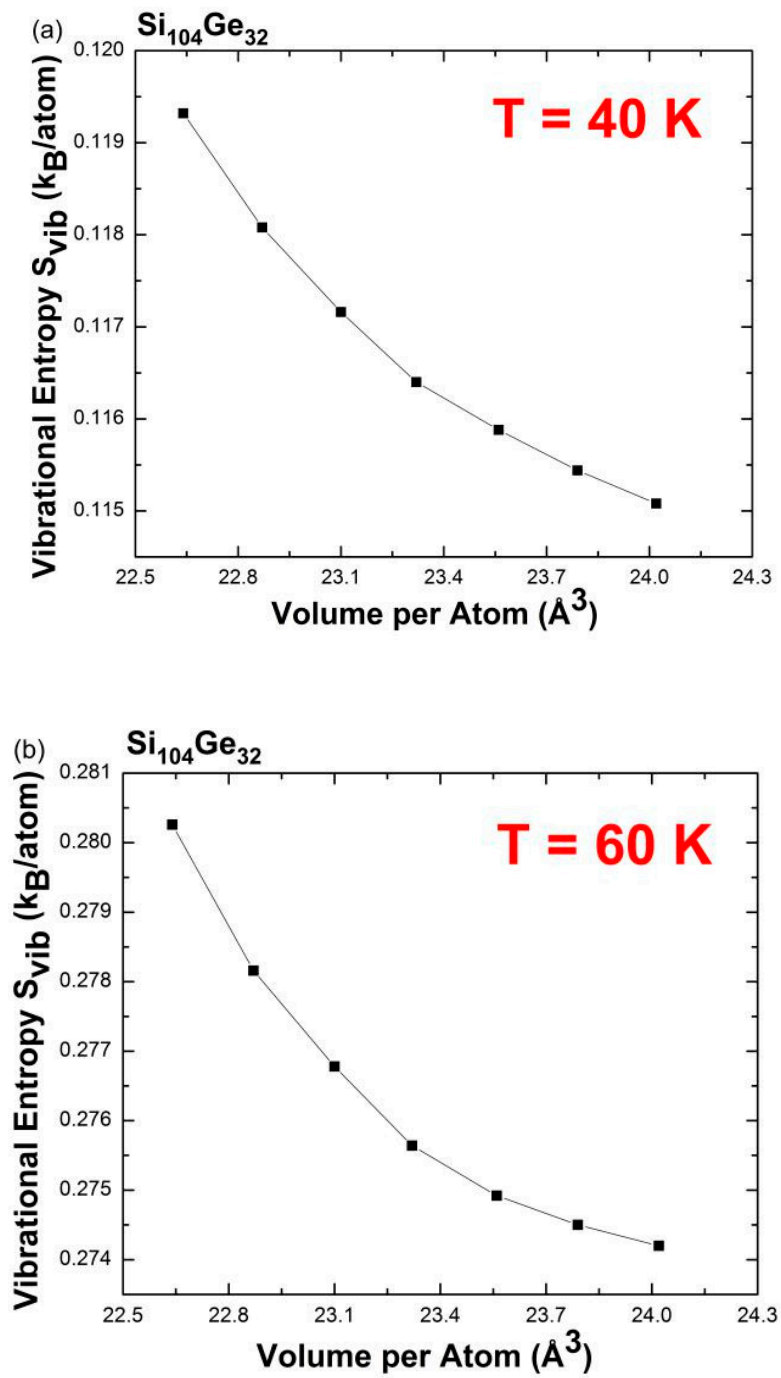 (a) Si104Ge32
T = 40 K
Vibrational Entropy Svib (kB/atom)
0.120
0.119
0.118
0.117
0.116
0.115
22.5 22.8 23.1 23.4 23.7 24.0 24.3
Volume per Atom (Å3)
(b) Si104Ge32
T = 60 K
Vibrational Entropy Svib (kB/atom)
0.281
0.280
0.279
0.278
0.277
0.276
0.275
0.274
22.5 22.8 23.1 23.4 23.7 24.0 24.3
Volume per Atom (Å3)